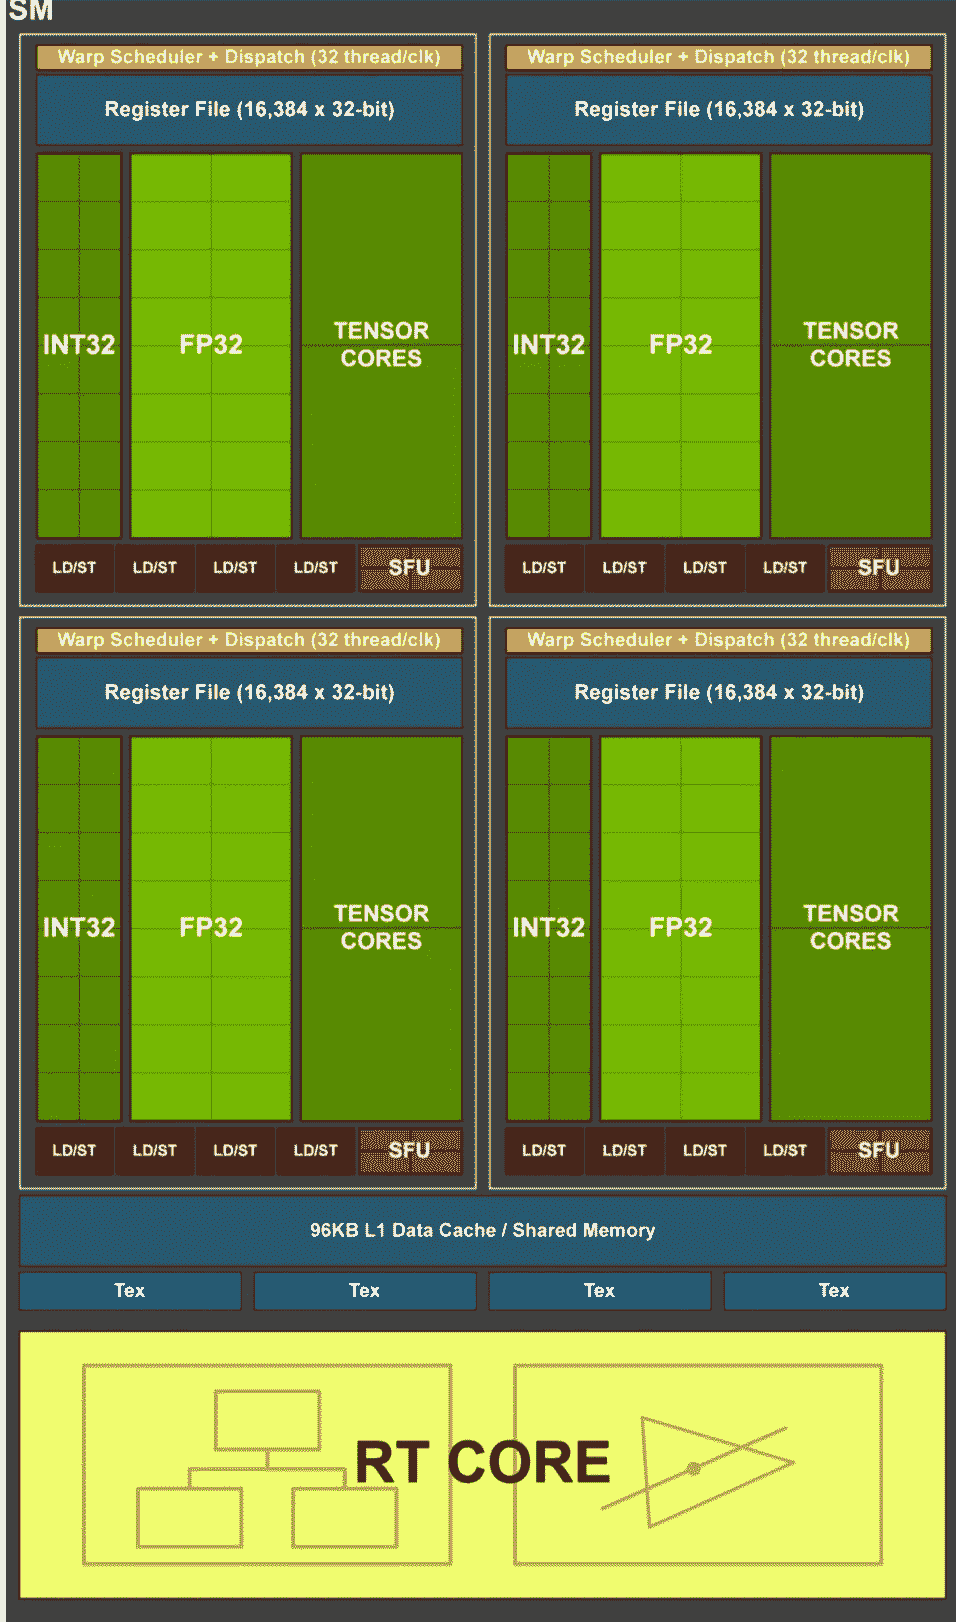 SM
Warp Scheduler + Dispatch (32 thread/clk)
Register File (16,384 x 32-bit)
INT32
FP32
TENSOR
CORES
LD/ST LD/ST LD/ST LD/ST SFU
Warp Scheduler + Dispatch (32 thread/clk)
Register File (16,384 x 32-bit)
INT32
FP32
TENSOR
CORES
LD/ST LD/ST LD/ST LD/ST SFU
Warp Scheduler + Dispatch (32 thread/clk)
Register File (16,384 x 32-bit)
INT32
FP32
TENSOR
CORES
LD/ST LD/ST LD/ST LD/ST SFU
Warp Scheduler + Dispatch (32 thread/clk)
Register File (16,384 x 32-bit)
INT32
FP32
TENSOR
CORES
LD/ST LD/ST LD/ST LD/ST SFU
96KB L1 Data Cache / Shared Memory
Tex Tex Tex Tex
RT CORE